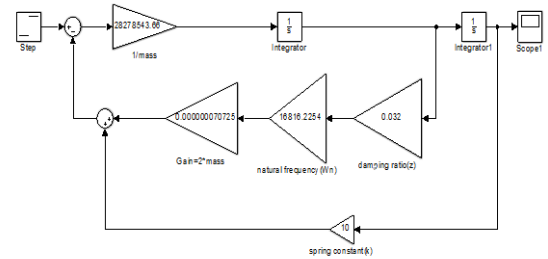 Step
28278543.66
1/mass
1
s
Integrator
1
s
Integrator1
Scope1
0.000000070725
Gain=2*mass
16816.2254
natural frequency (Wn)
0.032
damping ratio(z)
10
spring constant(k)